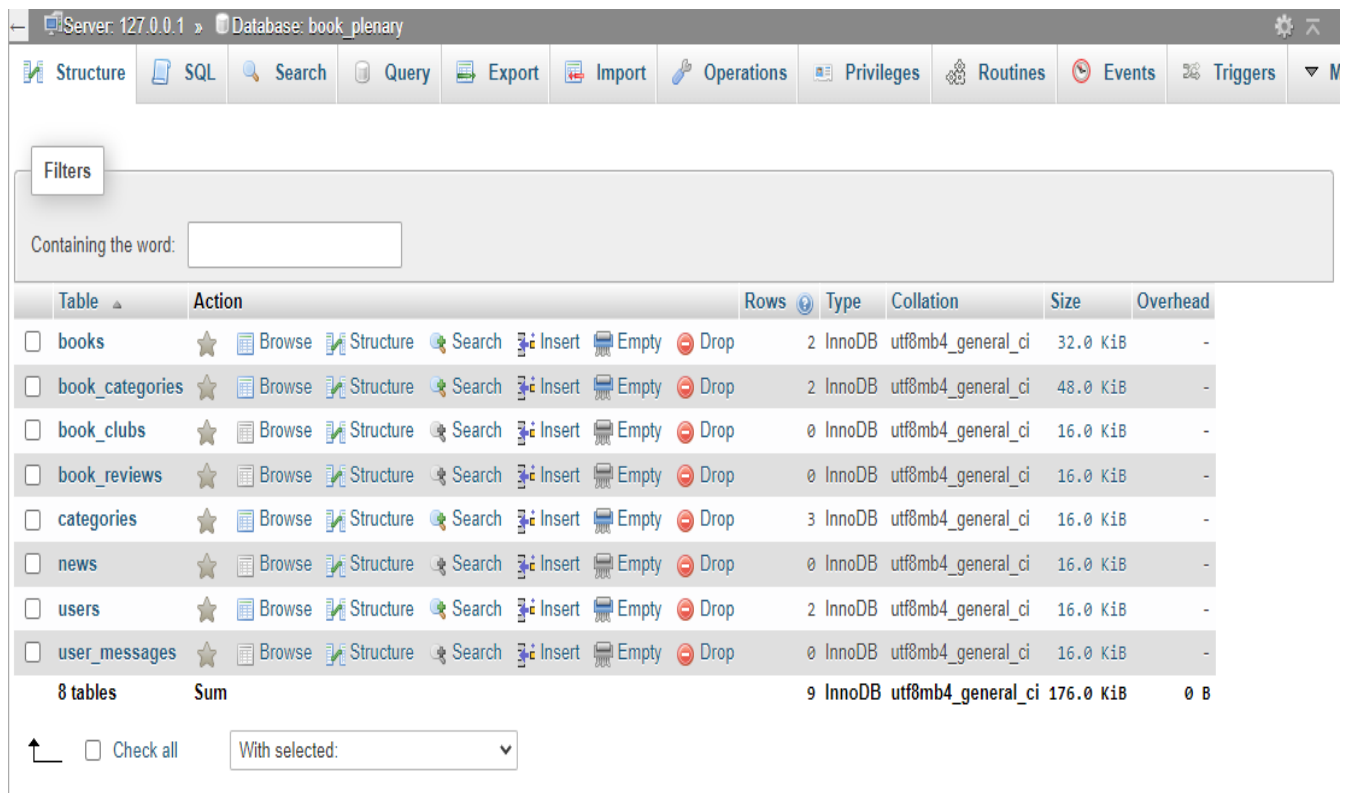 ← Server: 127.0.0.1 » Database: book_plenary
Structure SQL Search Query Export Import Operations Privileges Routines Events Triggers M
Filters
Containing the word:
Table Action Rows Type Collation Size Overhead
books Browse Structure Search Insert Empty Drop 2 InnoDB utf8mb4_general_ci 32.0 KiB -
book_categories Browse Structure Search Insert Empty Drop 2 InnoDB utf8mb4_general_ci 48.0 KiB -
book_clubs Browse Structure Search Insert Empty Drop 0 InnoDB utf8mb4_general_ci 16.0 KiB -
book_reviews Browse Structure Search Insert Empty Drop 0 InnoDB utf8mb4_general_ci 16.0 KiB -
categories Browse Structure Search Insert Empty Drop 3 InnoDB utf8mb4_general_ci 16.0 KiB -
news Browse Structure Search Insert Empty Drop 0 InnoDB utf8mb4_general_ci 16.0 KiB -
users Browse Structure Search Insert Empty Drop 2 InnoDB utf8mb4_general_ci 16.0 KiB -
user_messages Browse Structure Search Insert Empty Drop 0 InnoDB utf8mb4_general_ci 16.0 KiB -
8 tables Sum 9 InnoDB utf8mb4_general_ci 176.0 KiB 0 B
Check all With selected: